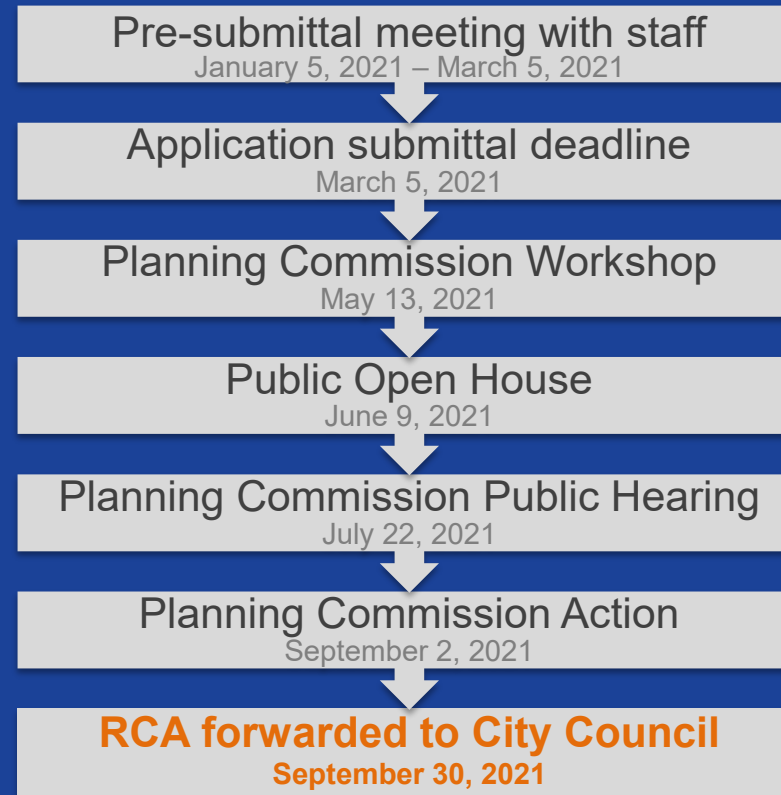 Pre-submittal meeting with staff
January 5, 2021 – March 5, 2021
Application submittal deadline
March 5, 2021
Planning Commission Workshop
May 13, 2021
Public Open House
June 9, 2021
Planning Commission Public Hearing
July 22, 2021
Planning Commission Action
September 2, 2021
RCA forwarded to City Council
September 30, 2021